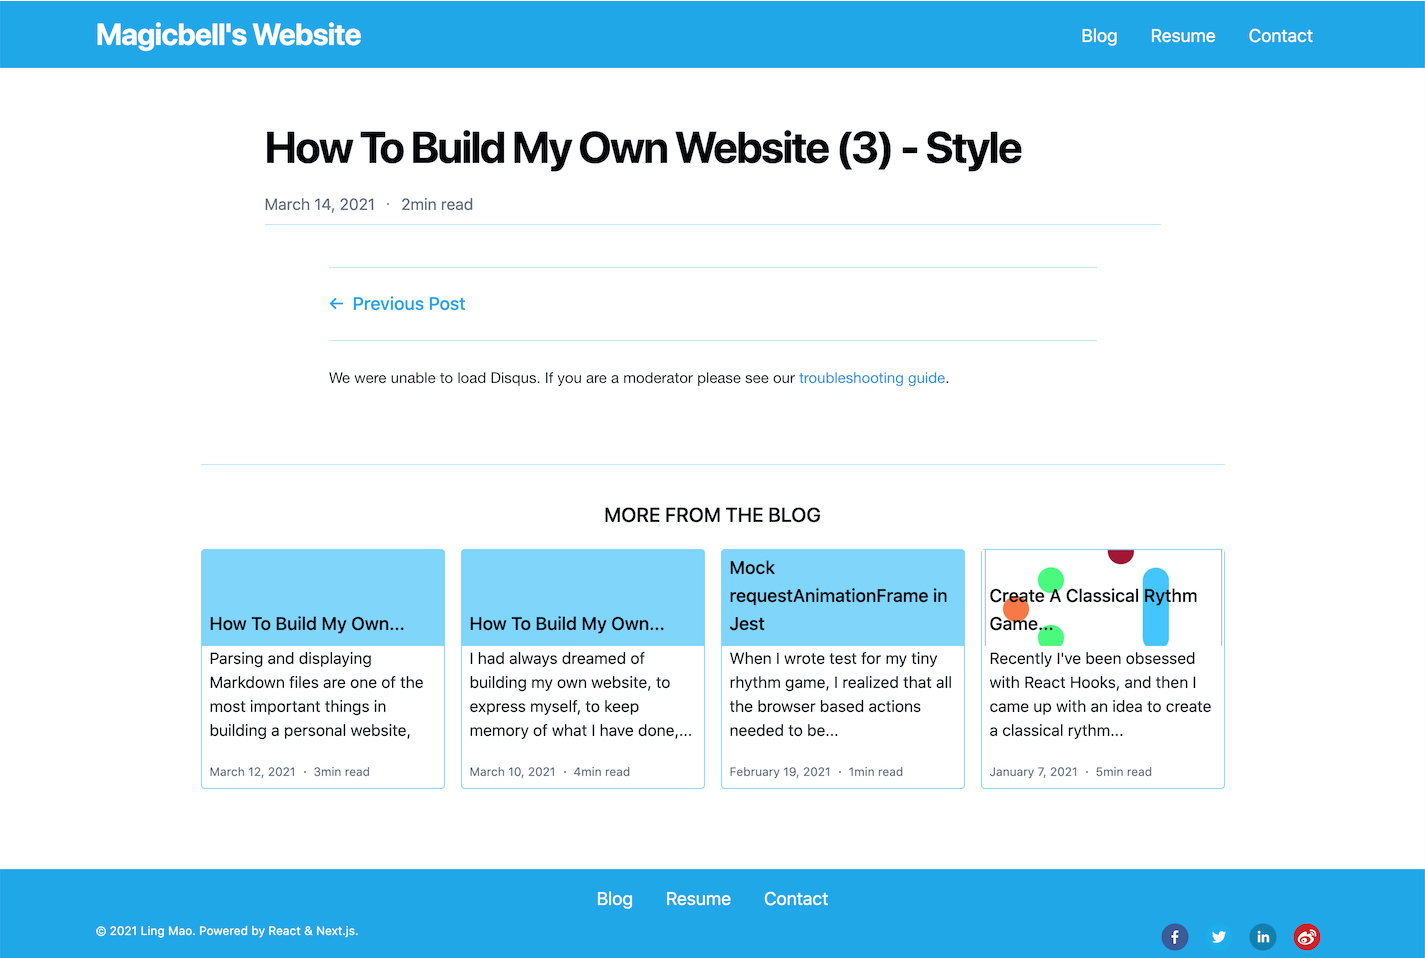 Magicbell's Website
Blog Resume Contact
How To Build My Own Website (3) - Style
March 14, 2021 · 2min read
← Previous Post
We were unable to load Disqus. If you are a moderator please see our troubleshooting guide.
MORE FROM THE BLOG
How To Build My Own...
Parsing and displaying
Markdown files are one of the
most important things in
building a personal website,
March 12, 2021 · 3min read
How To Build My Own...
I had always dreamed of
building my own website, to
express myself, to keep
memory of what I have done,...
March 10, 2021 · 4min read
Mock
requestAnimationFrame in
Jest
When I wrote test for my tiny
rhythm game, I realized that all
the browser based actions
needed to be...
February 19, 2021 · 1min read
Create A Classical Rythm
Game...
Recently I've been obsessed
with React Hooks, and then I
came up with an idea to create
a classical rythm...
January 7, 2021 · 5min read
Blog Resume Contact
© 2021 Ling Mao. Powered by React & Next.js.